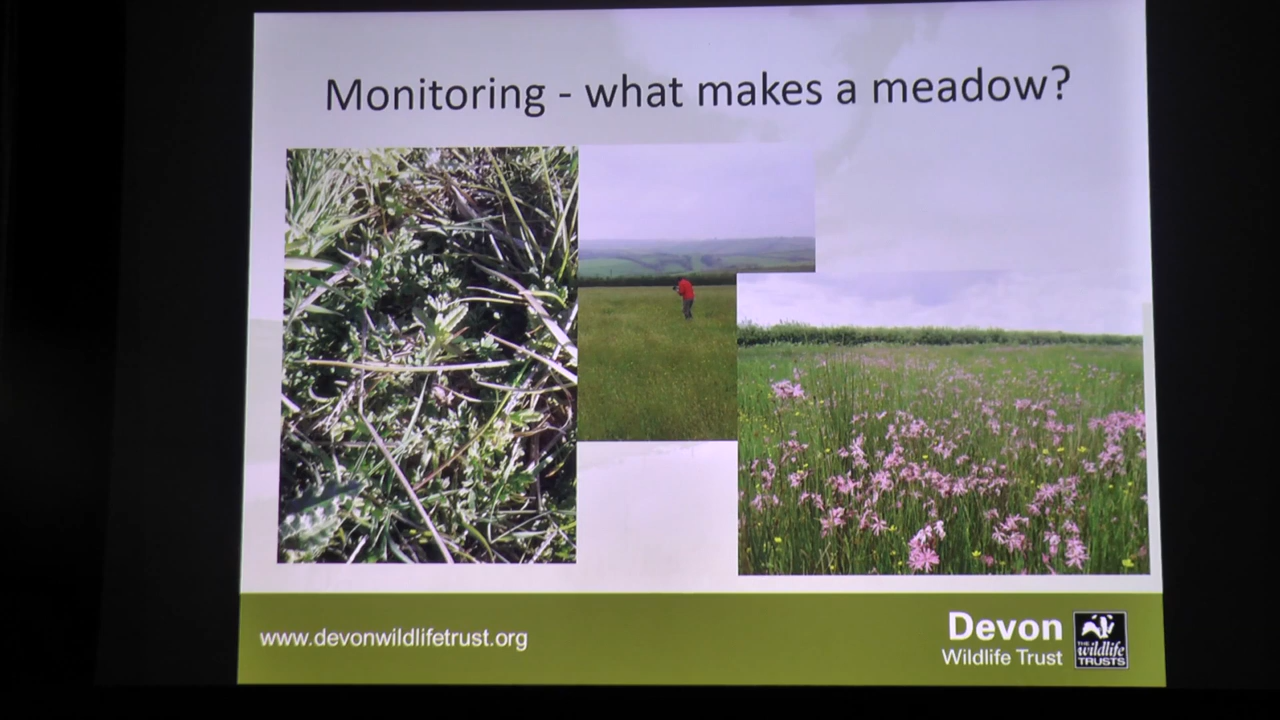 Monitoring - what makes a meadow?
www.devonwildlifetrust.org
Devon
Wildlife Trust
THE
wildlife
TRUSTS